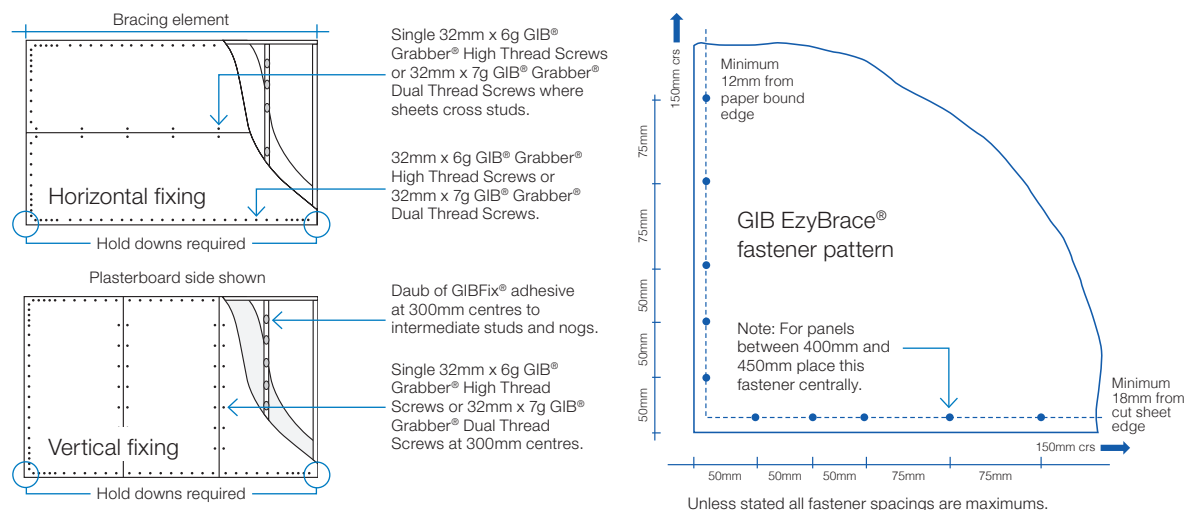 Bracing element
Single 32mm x 6g GIB®
Grabber® High Thread Screws
or 32mm x 7g GIB® Grabber®
Dual Thread Screws where
sheets cross studs.
32mm x 6g GIB® Grabber®
High Thread Screws or
32mm x 7g GIB® Grabber®
Dual Thread Screws.
Horizontal fixing
Hold downs required
Plasterboard side shown
Daub of GIBFix® adhesive
at 300mm centres to
intermediate studs and nogs.
Single 32mm x 6g GIB®
Grabber® High Thread
Screws or 32mm x 7g GIB®
Grabber® Dual Thread
Screws at 300mm centres.
Vertical fixing
Hold downs required
150mm crs
Minimum
12mm from
paper bound
edge
75mm
75mm
50mm
50mm
50mm
GIB EzyBrace®
fastener pattern
Note: For panels
between 400mm and
450mm place this
fastener centrally.
Minimum
18mm from
cut sheet
edge
150mm crs
50mm
50mm
50mm
75mm
75mm
Unless stated all fastener spacings are maximums.